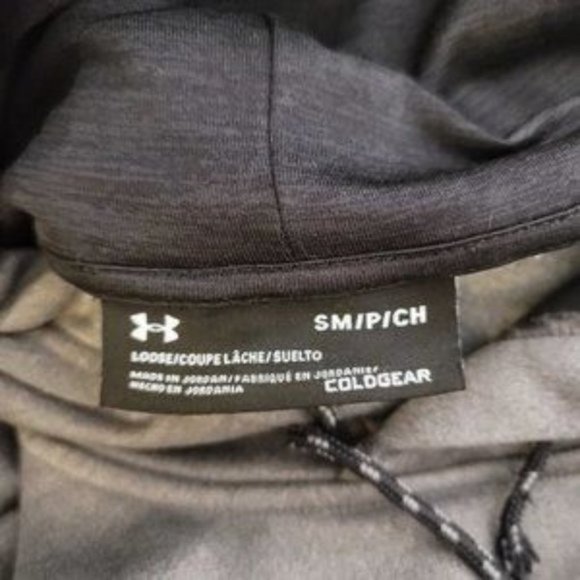 SM/P/CH
LOOSE/COUPE LÂCHE/SUELTO
MADE IN JORDAN/FABRIQUÉ EN JORDANIE/
HECHO EN JORDANIA
COLDGEAR